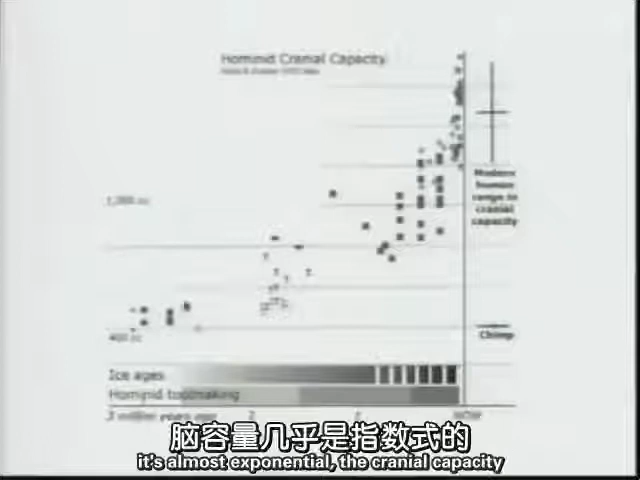 Hominid Cranial Capacity
1,000 cc
Modern
human
range in
cranial
capacity
400 cc
Chimp
Ice ages
Hominid toolmaking
3 million years ago 2 1 NOW
脑容量几乎是指数式的
it's almost exponential, the cranial capacity